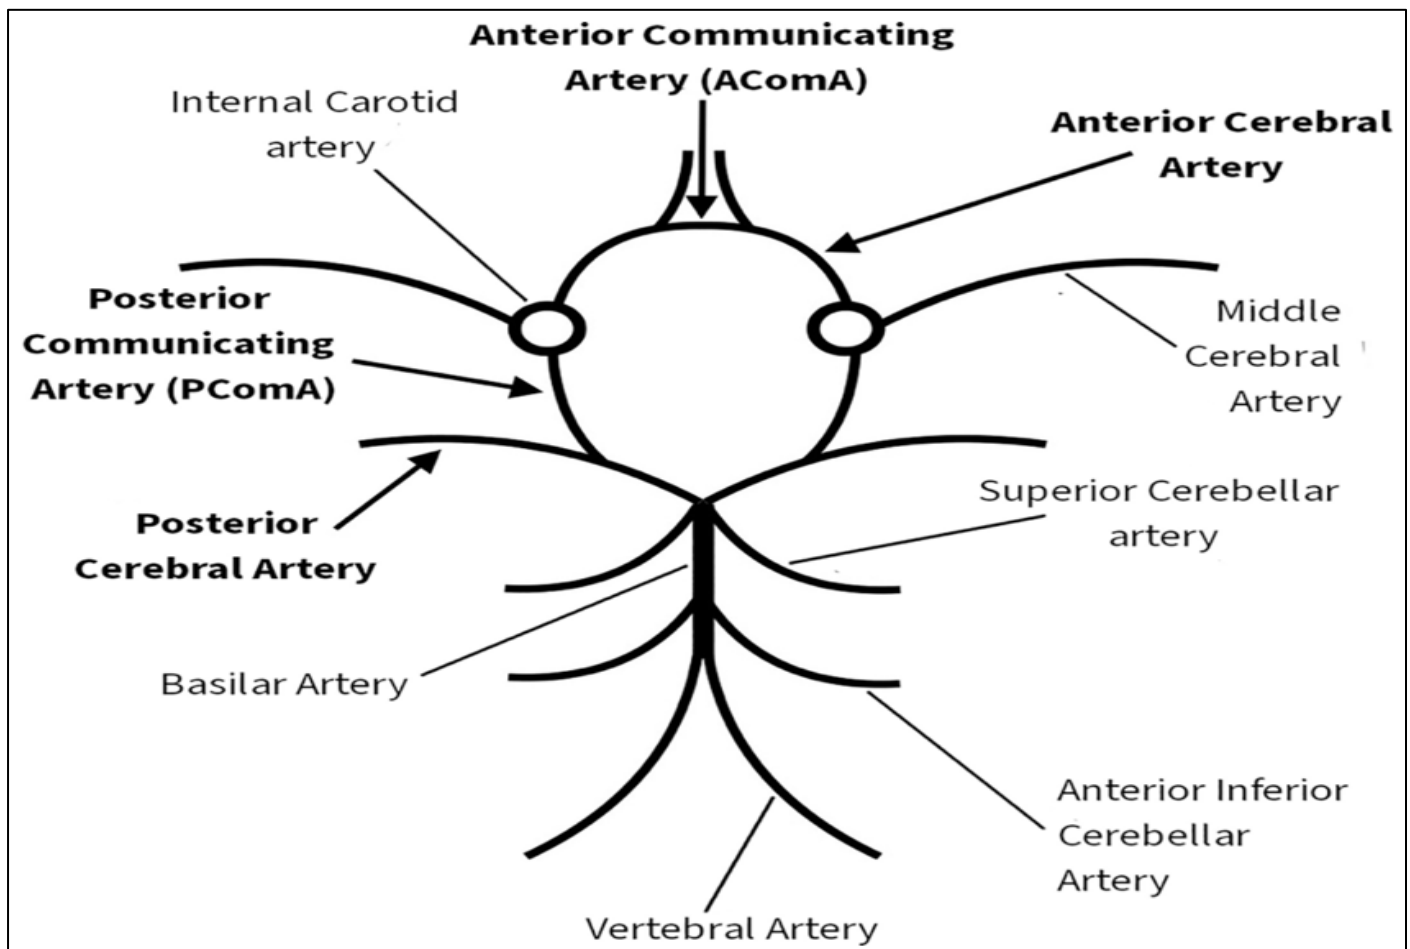 Anterior Communicating
Artery (AComA)
Internal Carotid
artery
Anterior Cerebral
Artery
Posterior
Communicating
Artery (PComA)
Middle
Cerebral
Artery
Superior Cerebellar
artery
Posterior
Cerebral Artery
Basilar Artery
Anterior Inferior
Cerebellar
Artery
Vertebral Artery